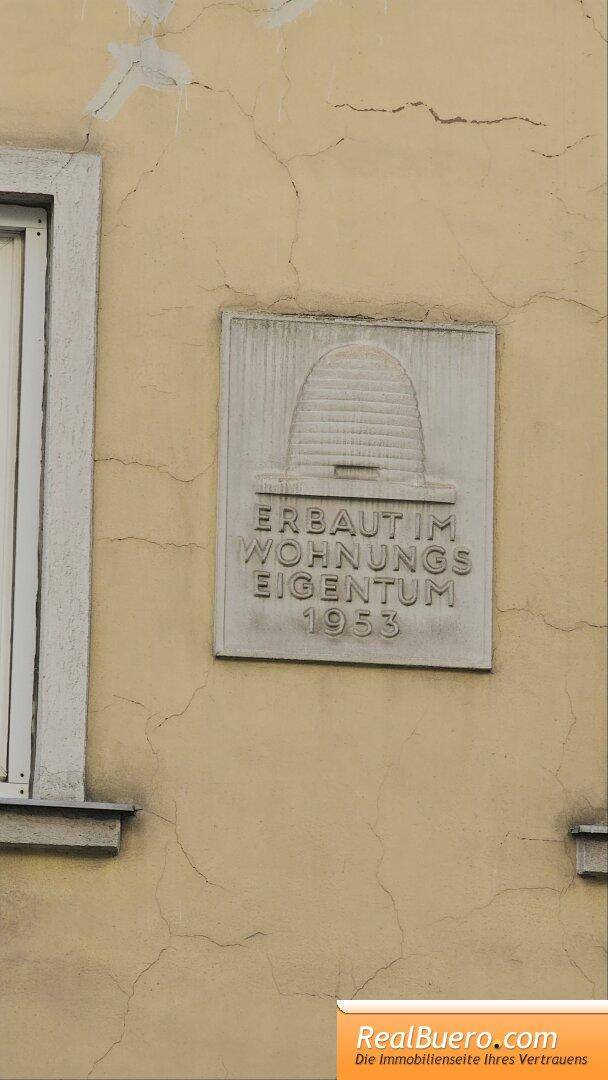 ERBAUT IM
WOHNUNGS
EIGENTUM
1953
RealBuero.com
Die Immobilienseite Ihres Vertrauens